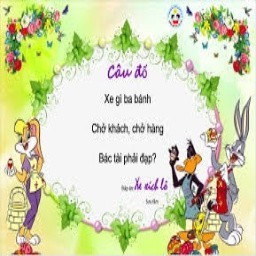 Câu đố
Xe gì ba bánh
Chở khách, chở hàng
Bác tài phải đạp?
Xe xích lô